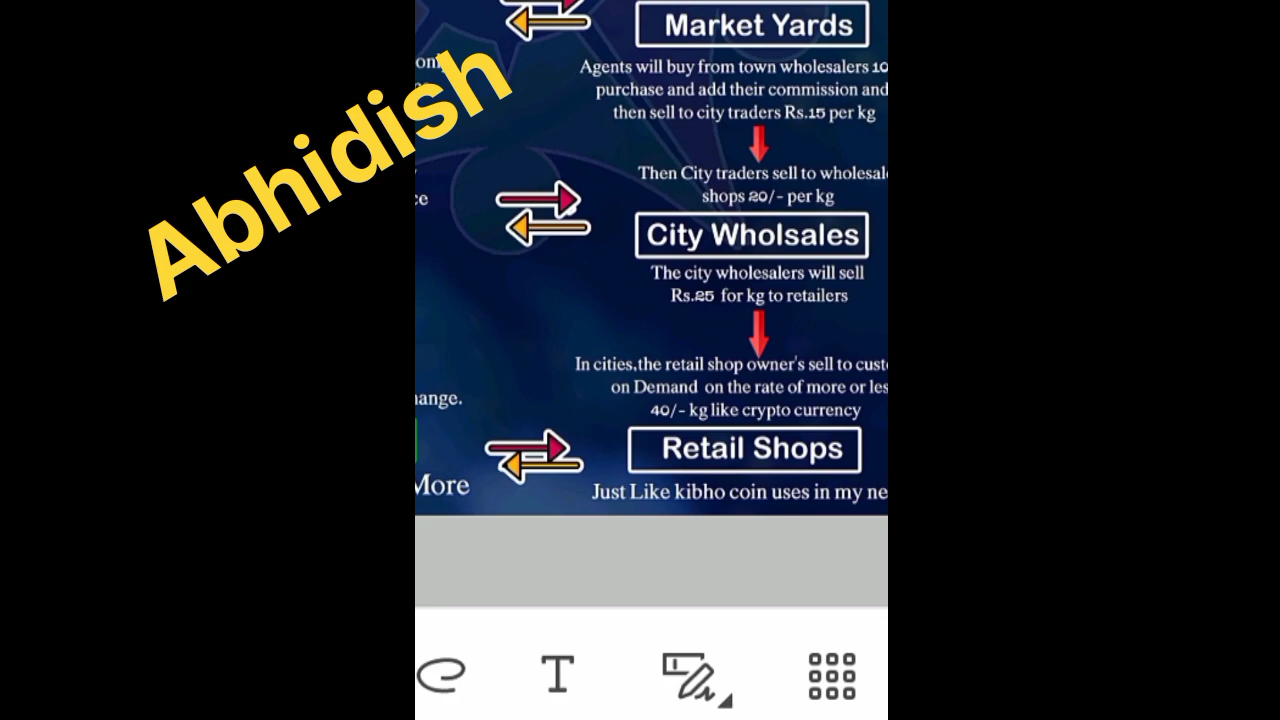 Abhidish
Market Yards
Agents will buy from town wholesalers 10
purchase and add their commission and
then sell to city traders Rs.15 per kg
Then City traders sell to wholesal
shops 20/- per kg
City Wholsales
The city wholesalers will sell
Rs.25 for kg to retailers
In cities,the retail shop owner's sell to cust
on Demand on the rate of more or les
40/- kg like crypto currency
ange.
Retail Shops
More
Just Like kibho coin uses in my ne
T